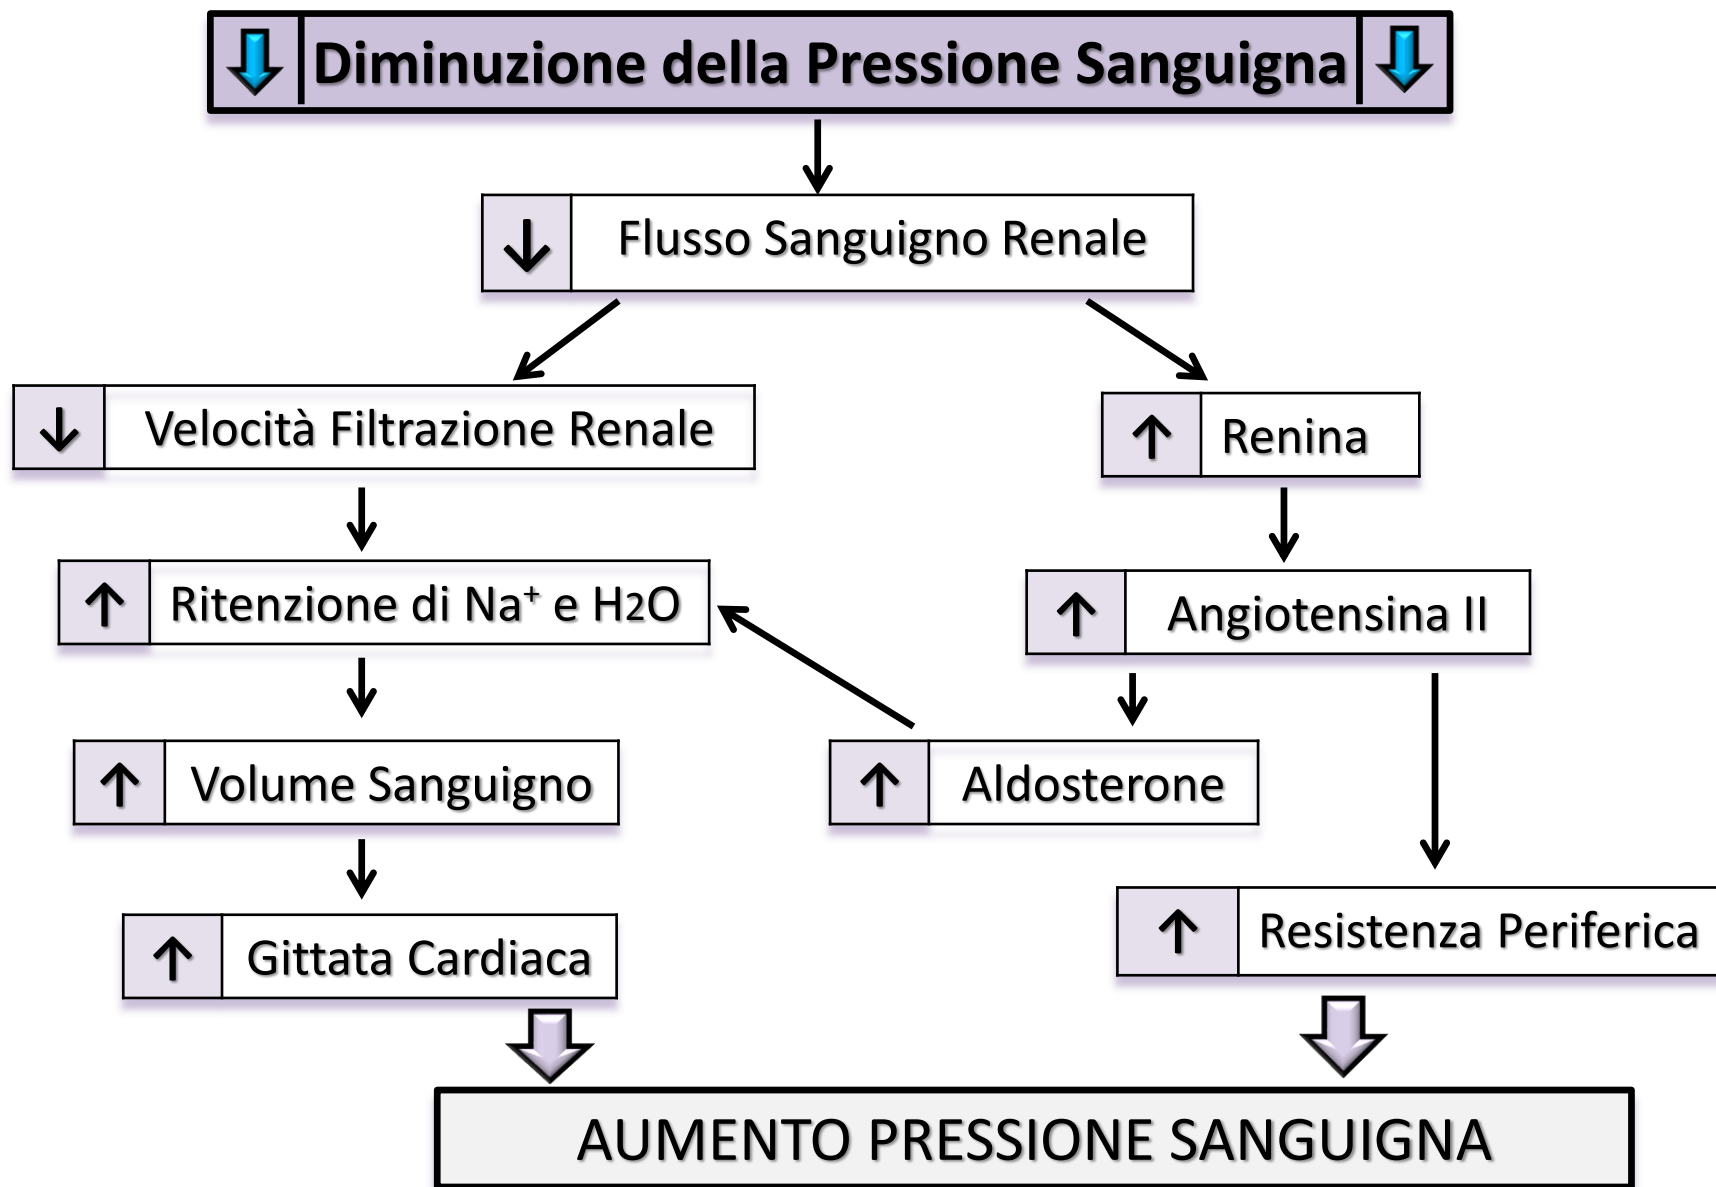 Diminuzione della Pressione Sanguigna
↓ Flusso Sanguigno Renale
↓ Velocità Filtrazione Renale
↑ Renina
↑ Ritenzione di Na⁺ e H2O
↑ Angiotensina II
↑ Volume Sanguigno
↑ Aldosterone
↑ Gittata Cardiaca
↑ Resistenza Periferica
AUMENTO PRESSIONE SANGUIGNA